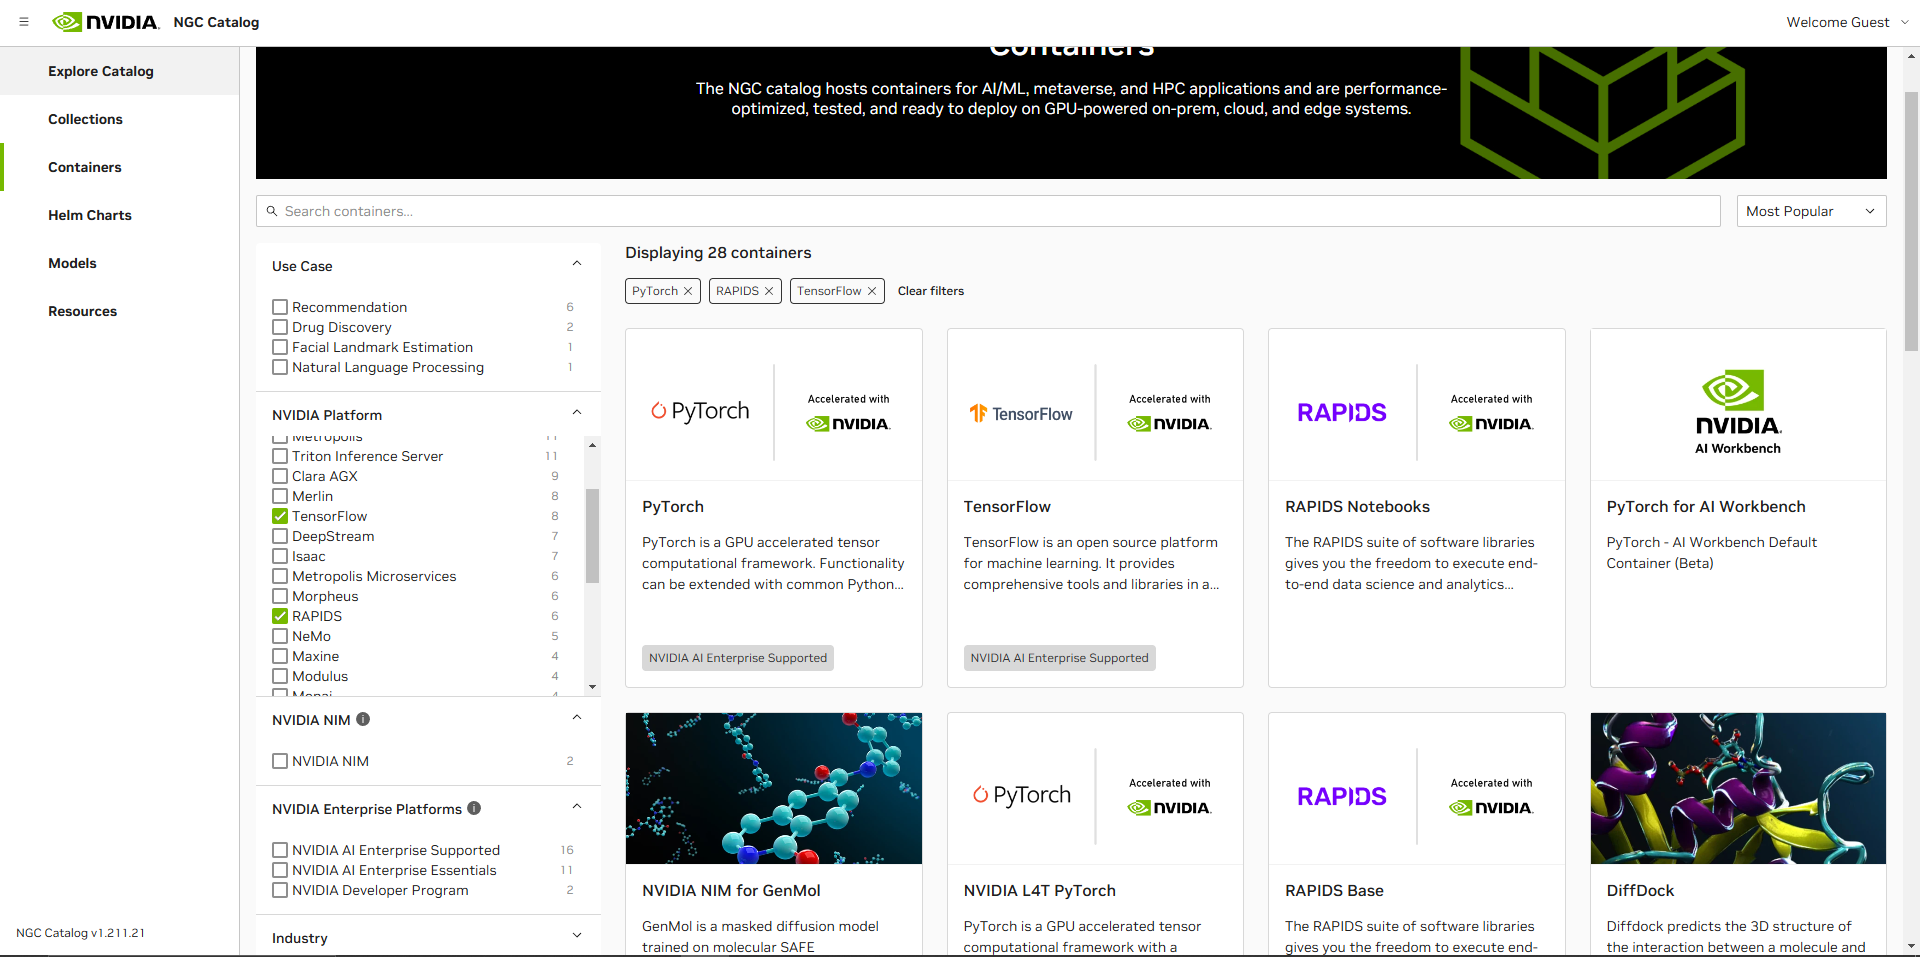 NVIDIA. NGC Catalog
Welcome Guest
Explore Catalog
Collections
Containers
Helm Charts
Models
Resources
NGC Catalog v1.211.21
Containers
The NGC catalog hosts containers for AI/ML, metaverse, and HPC applications and are performance-
optimized, tested, and ready to deploy on GPU-powered on-prem, cloud, and edge systems.
Search containers...
Most Popular
Use Case
Recommendation 6
Drug Discovery 2
Facial Landmark Estimation 1
Natural Language Processing 1
NVIDIA Platform
Metropolis 11
Triton Inference Server 11
Clara AGX 9
Merlin 8
TensorFlow 8
DeepStream 7
Isaac 7
Metropolis Microservices 6
Morpheus 6
RAPIDS 6
NeMo 5
Maxine 4
Modulus 4
Monai 4
NVIDIA NIM
NVIDIA NIM 2
NVIDIA Enterprise Platforms
NVIDIA AI Enterprise Supported 16
NVIDIA AI Enterprise Essentials 11
NVIDIA Developer Program 2
Industry
Displaying 28 containers
PyTorch
RAPIDS
TensorFlow
Clear filters
PyTorch
Accelerated with
NVIDIA.
PyTorch
PyTorch is a GPU accelerated tensor
computational framework. Functionality
can be extended with common Python...
NVIDIA AI Enterprise Supported
TensorFlow
Accelerated with
NVIDIA.
TensorFlow
TensorFlow is an open source platform
for machine learning. It provides
comprehensive tools and libraries in a...
NVIDIA AI Enterprise Supported
RAPIDS
Accelerated with
NVIDIA.
RAPIDS Notebooks
The RAPIDS suite of software libraries
gives you the freedom to execute end-
to-end data science and analytics...
NVIDIA.
AI Workbench
PyTorch for AI Workbench
PyTorch - AI Workbench Default
Container (Beta)
NVIDIA NIM for GenMol
GenMol is a masked diffusion model
trained on molecular SAFE
PyTorch
Accelerated with
NVIDIA.
NVIDIA L4T PyTorch
PyTorch is a GPU accelerated tensor
computational framework with a
RAPIDS
Accelerated with
NVIDIA.
RAPIDS Base
The RAPIDS suite of software libraries
gives you the freedom to execute end-
DiffDock
Diffdock predicts the 3D structure of
the interaction between a molecule and